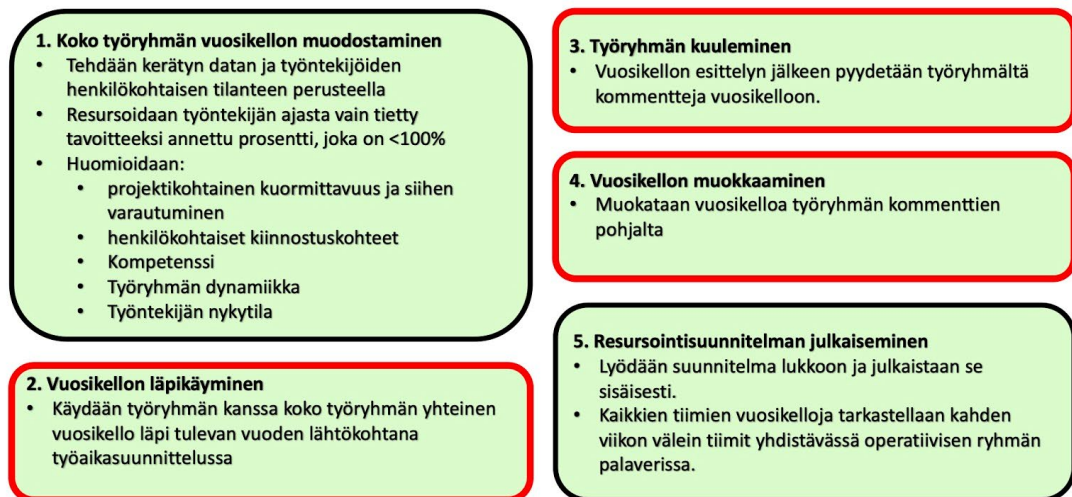 1. Koko työryhmän vuosikellon muodostaminen
• Tehdään kerätyn datan ja työntekijöiden
henkilökohtaisen tilanteen perusteella
• Resursoidaan työntekijän ajasta vain tietty
tavoitteeksi annettu prosentti, joka on <100%
• Huomioidaan:
• projektikohtainen kuormittavuus ja siihen
varautuminen
• henkilökohtaiset kiinnostuskohteet
• Kompetenssi
• Työryhmän dynamiikka
• Työntekijän nykytila
2. Vuosikellon läpikäyminen
• Käydään työryhmän kanssa koko työryhmän yhteinen
vuosikello läpi tulevan vuoden lähtökohtana
työaikasuunnittelussa
3. Työryhmän kuuleminen
• Vuosikellon esittelyn jälkeen pyydetään työryhmältä
kommentteja vuosikelloon.
4. Vuosikellon muokkaaminen
• Muokataan vuosikelloa työryhmän kommenttien
pohjalta
5. Resursointisuunnitelman julkaiseminen
• Lyödään suunnitelma lukkoon ja julkaistaan se
sisäisesti.
• Kaikkien tiimien vuosikelloja tarkastellaan kahden
viikon välein tiimit yhdistävässä operatiivisen ryhmän
palaverissa.